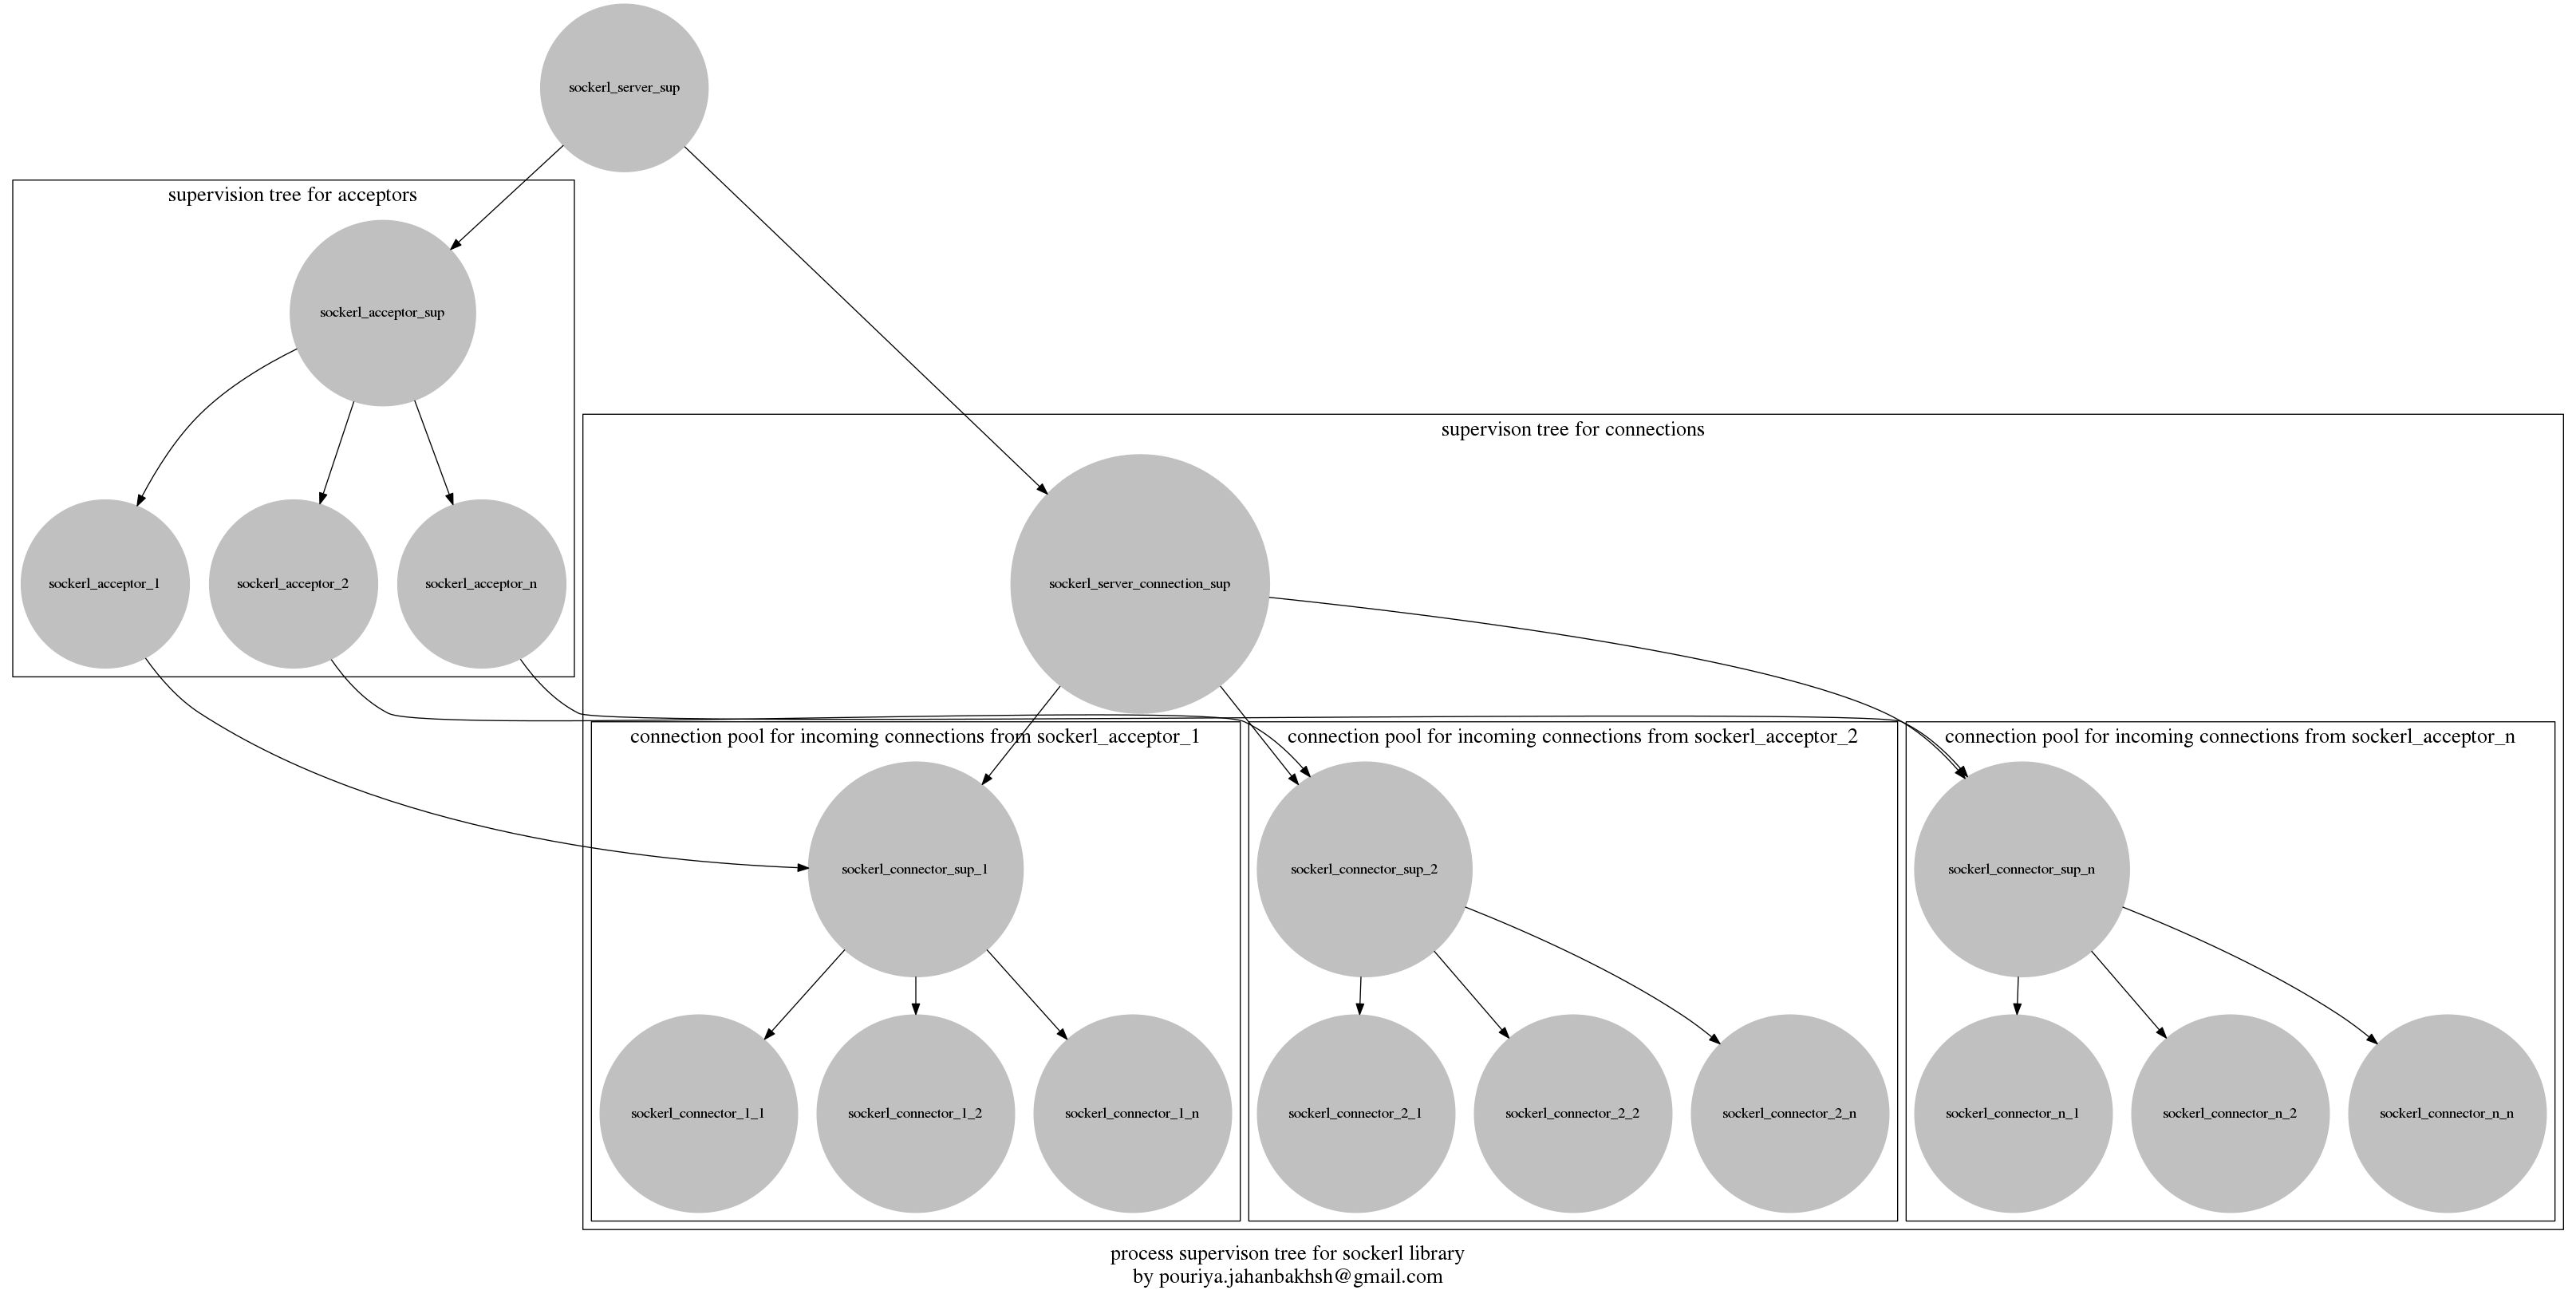 sockerl_server_sup
supervision tree for acceptors
sockerl_acceptor_sup
supervison tree for connections
sockerl_acceptor_1
sockerl_acceptor_2
sockerl_acceptor_n
sockerl_server_connection_sup
connection pool for incoming connections from sockerl_acceptor_1
connection pool for incoming connections from sockerl_acceptor_2
connection pool for incoming connections from sockerl_acceptor_n
sockerl_connector_sup_1
sockerl_connector_sup_2
sockerl_connector_sup_n
sockerl_connector_1_1
sockerl_connector_1_2
sockerl_connector_1_n
sockerl_connector_2_1
sockerl_connector_2_2
sockerl_connector_2_n
sockerl_connector_n_1
sockerl_connector_n_2
sockerl_connector_n_n
process supervison tree for sockerl library
by pouriya.jahanbakhsh@gmail.com